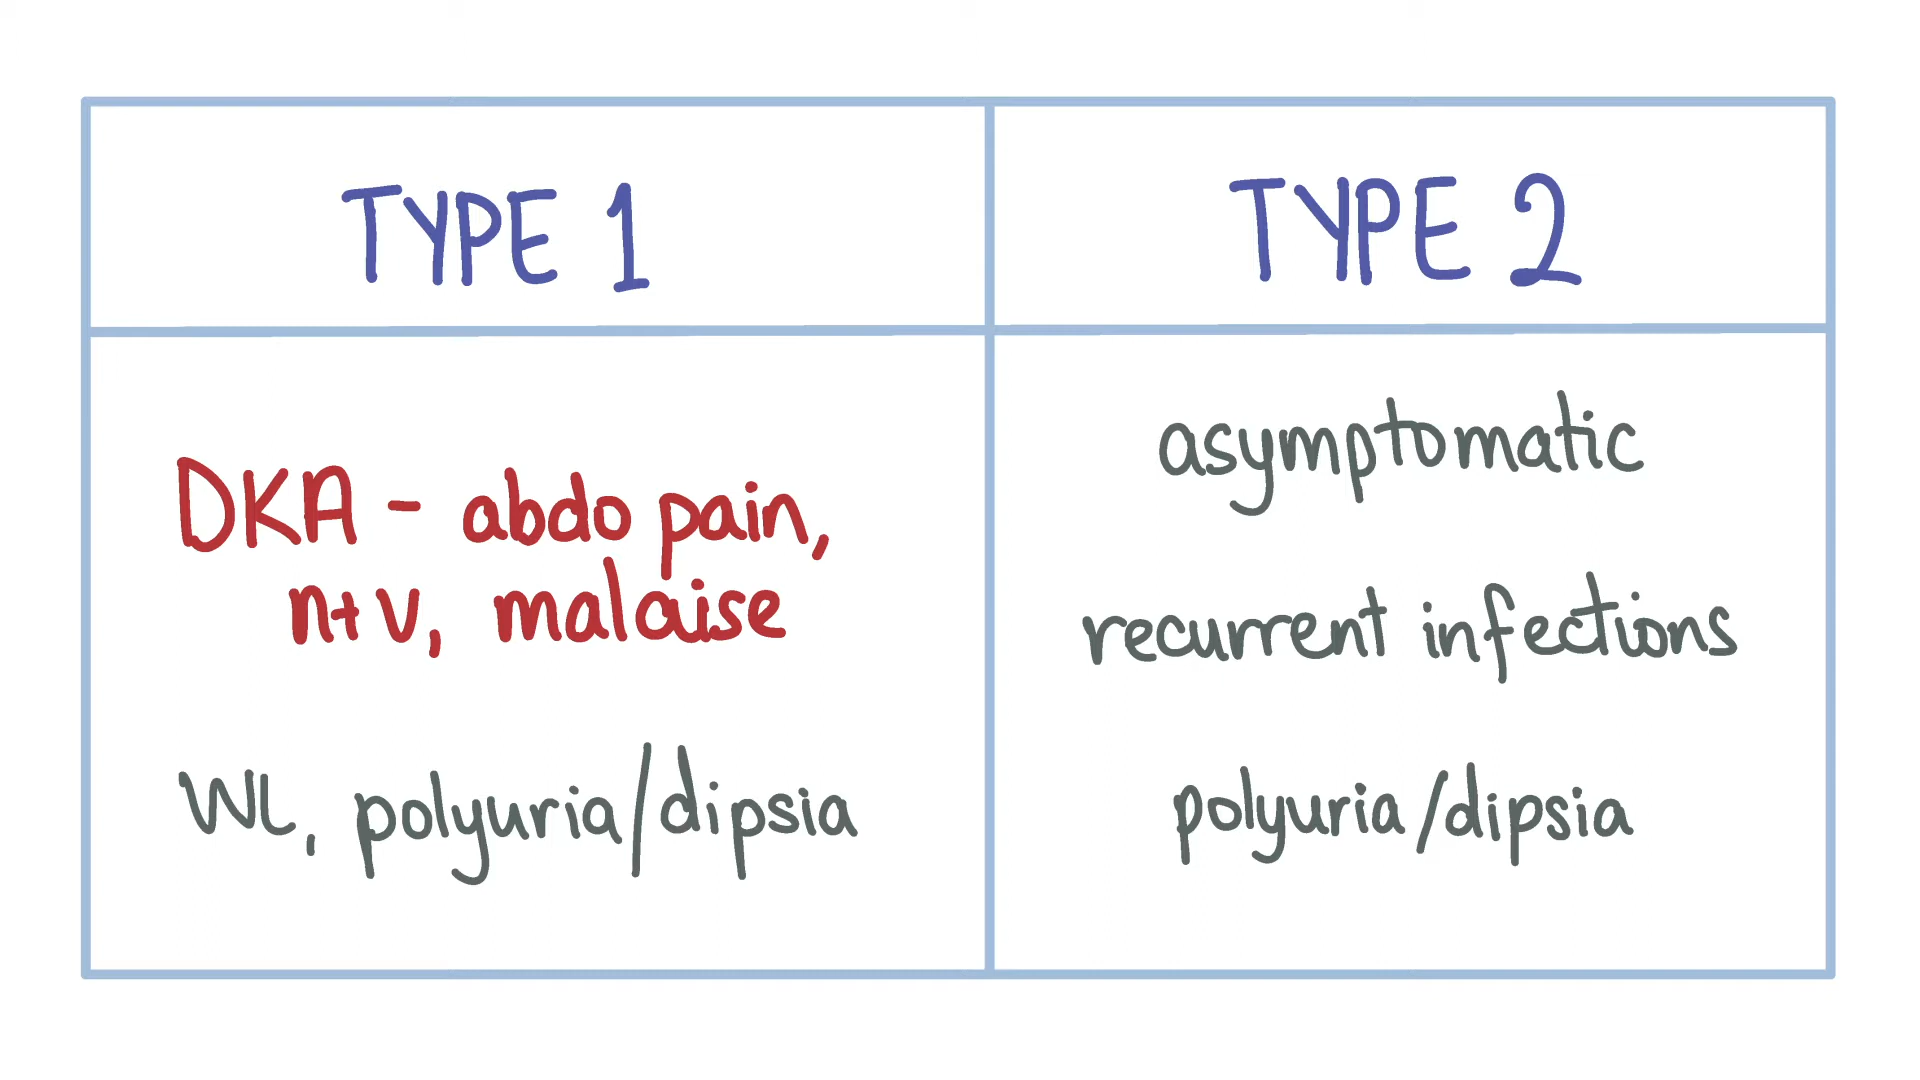 TYPE 1
TYPE 2
DKA - abdo pain,
n+v, malaise
WL, polyuria/dipsia
asymptomatic
recurrent infections
polyuria/dipsia